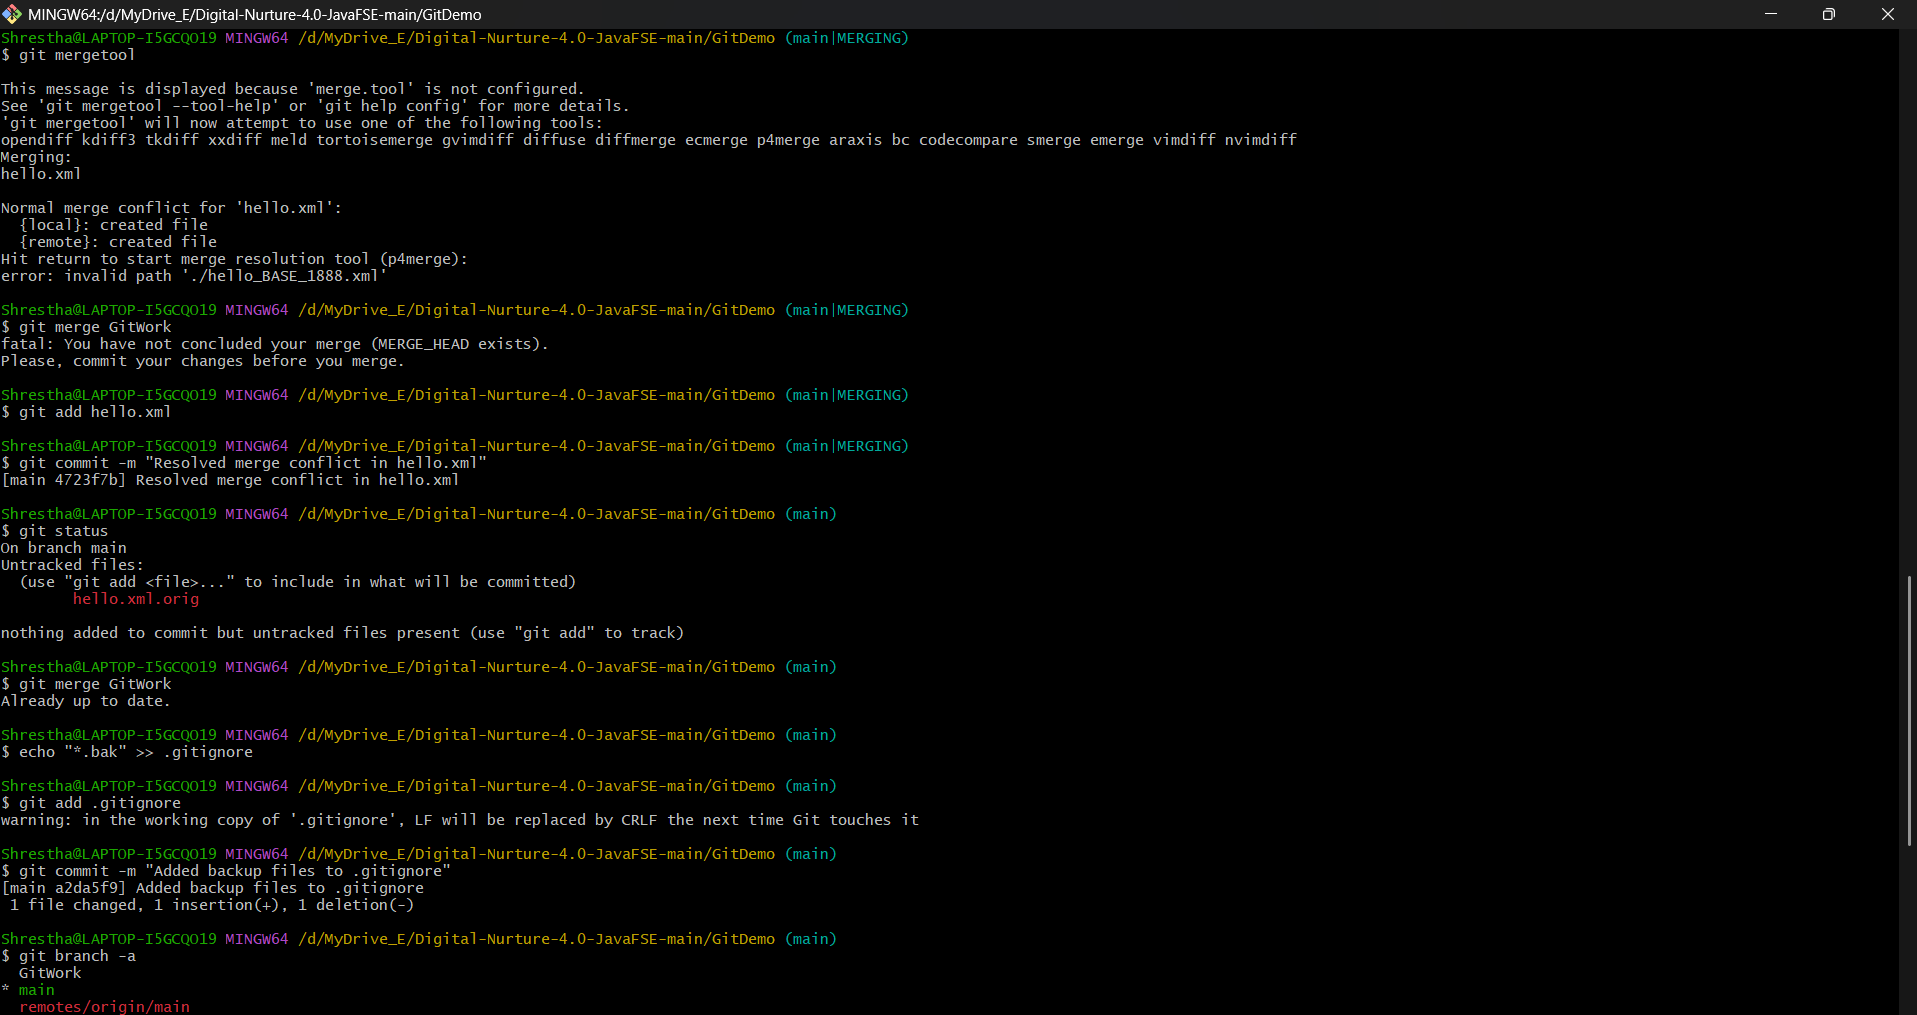 MINGW64:/d/MyDrive_E/Digital-Nurture-4.0-JavaFSE-main/GitDemo
Shrestha@LAPTOP-I5GCQO19 MINGW64 /d/MyDrive_E/Digital-Nurture-4.0-JavaFSE-main/GitDemo (main|MERGING)
$ git mergetool
This message is displayed because 'merge.tool' is not configured.
See 'git mergetool --tool-help' or 'git help config' for more details.
'git mergetool' will now attempt to use one of the following tools:
opendiff kdiff3 tkdiff xxdiff meld tortoisemerge gvimdiff diffuse diffmerge ecmerge p4merge araxis bc codecompare smerge emerge vimdiff nvimdiff
Merging:
hello.xml
Normal merge conflict for 'hello.xml':
  {local}: created file
  {remote}: created file
Hit return to start merge resolution tool (p4merge):
error: invalid path './hello_BASE_1888.xml'
Shrestha@LAPTOP-I5GCQO19 MINGW64 /d/MyDrive_E/Digital-Nurture-4.0-JavaFSE-main/GitDemo (main|MERGING)
$ git merge GitWork
fatal: You have not concluded your merge (MERGE_HEAD exists).
Please, commit your changes before you merge.
Shrestha@LAPTOP-I5GCQO19 MINGW64 /d/MyDrive_E/Digital-Nurture-4.0-JavaFSE-main/GitDemo (main|MERGING)
$ git add hello.xml
Shrestha@LAPTOP-I5GCQO19 MINGW64 /d/MyDrive_E/Digital-Nurture-4.0-JavaFSE-main/GitDemo (main|MERGING)
$ git commit -m "Resolved merge conflict in hello.xml"
[main 4723f7b] Resolved merge conflict in hello.xml
Shrestha@LAPTOP-I5GCQO19 MINGW64 /d/MyDrive_E/Digital-Nurture-4.0-JavaFSE-main/GitDemo (main)
$ git status
On branch main
Untracked files:
  (use "git add <file>..." to include in what will be committed)
        hello.xml.orig
nothing added to commit but untracked files present (use "git add" to track)
Shrestha@LAPTOP-I5GCQO19 MINGW64 /d/MyDrive_E/Digital-Nurture-4.0-JavaFSE-main/GitDemo (main)
$ git merge GitWork
Already up to date.
Shrestha@LAPTOP-I5GCQO19 MINGW64 /d/MyDrive_E/Digital-Nurture-4.0-JavaFSE-main/GitDemo (main)
$ echo "*.bak" >> .gitignore
Shrestha@LAPTOP-I5GCQO19 MINGW64 /d/MyDrive_E/Digital-Nurture-4.0-JavaFSE-main/GitDemo (main)
$ git add .gitignore
warning: in the working copy of '.gitignore', LF will be replaced by CRLF the next time Git touches it
Shrestha@LAPTOP-I5GCQO19 MINGW64 /d/MyDrive_E/Digital-Nurture-4.0-JavaFSE-main/GitDemo (main)
$ git commit -m "Added backup files to .gitignore"
[main a2da5f9] Added backup files to .gitignore
 1 file changed, 1 insertion(+), 1 deletion(-)
Shrestha@LAPTOP-I5GCQO19 MINGW64 /d/MyDrive_E/Digital-Nurture-4.0-JavaFSE-main/GitDemo (main)
$ git branch -a
  GitWork
* main
  remotes/origin/main